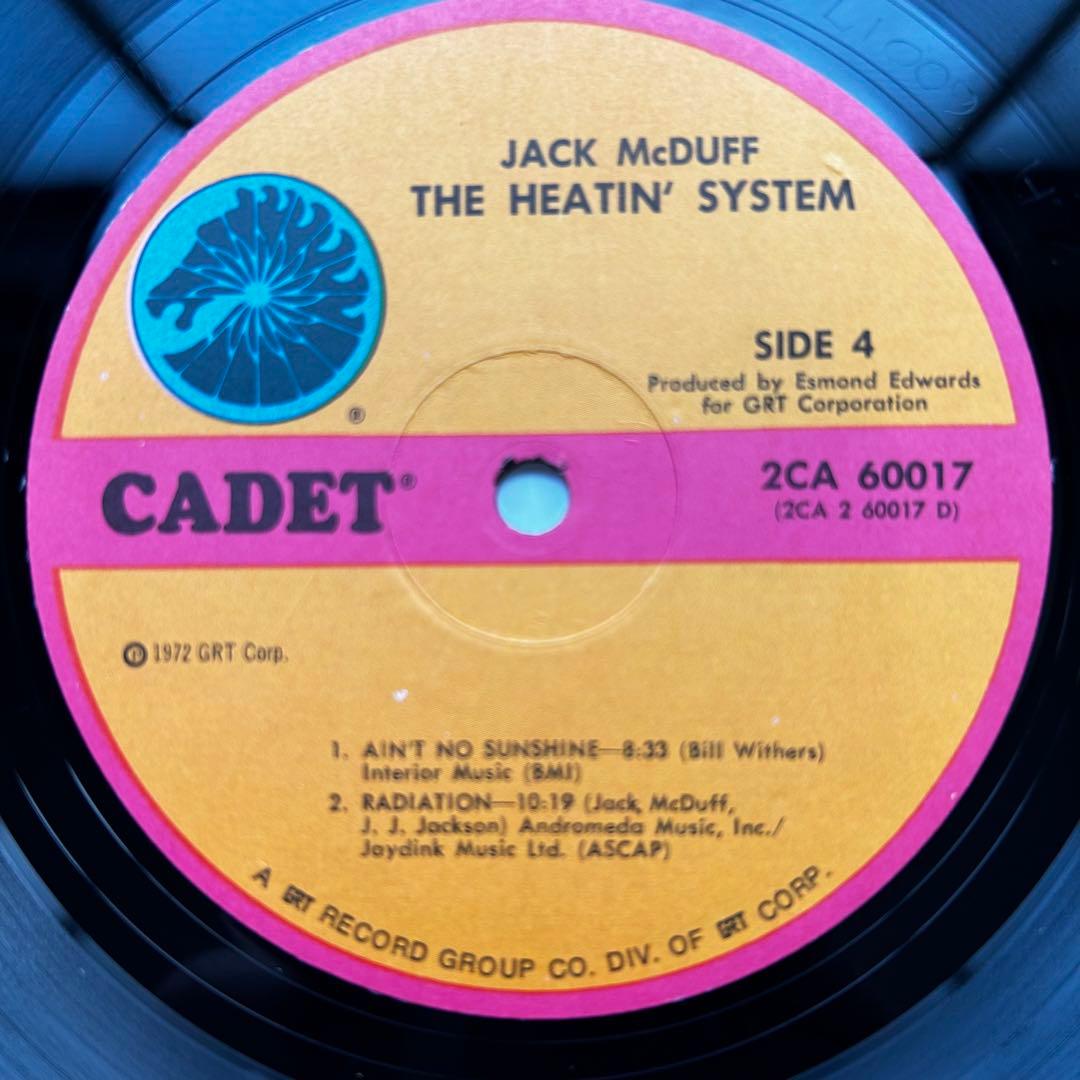 JACK McDUFF
THE HEATIN' SYSTEM
SIDE 4
Produced by Esmond Edwards
for GRT Corporation
®
CADET®
2CA 60017
(2CA 2 60017 D)
℗ 1972 GRT Corp.
1. AIN'T NO SUNSHINE—8:33 (Bill Withers)
Interior Music (BMI)
2. RADIATION—10:19 (Jack, McDuff,
J. J. Jackson) Andromeda Music, Inc./
Jaydink Music Ltd. (ASCAP)
A GRT RECORD GROUP CO. DIV. OF GRT CORP.